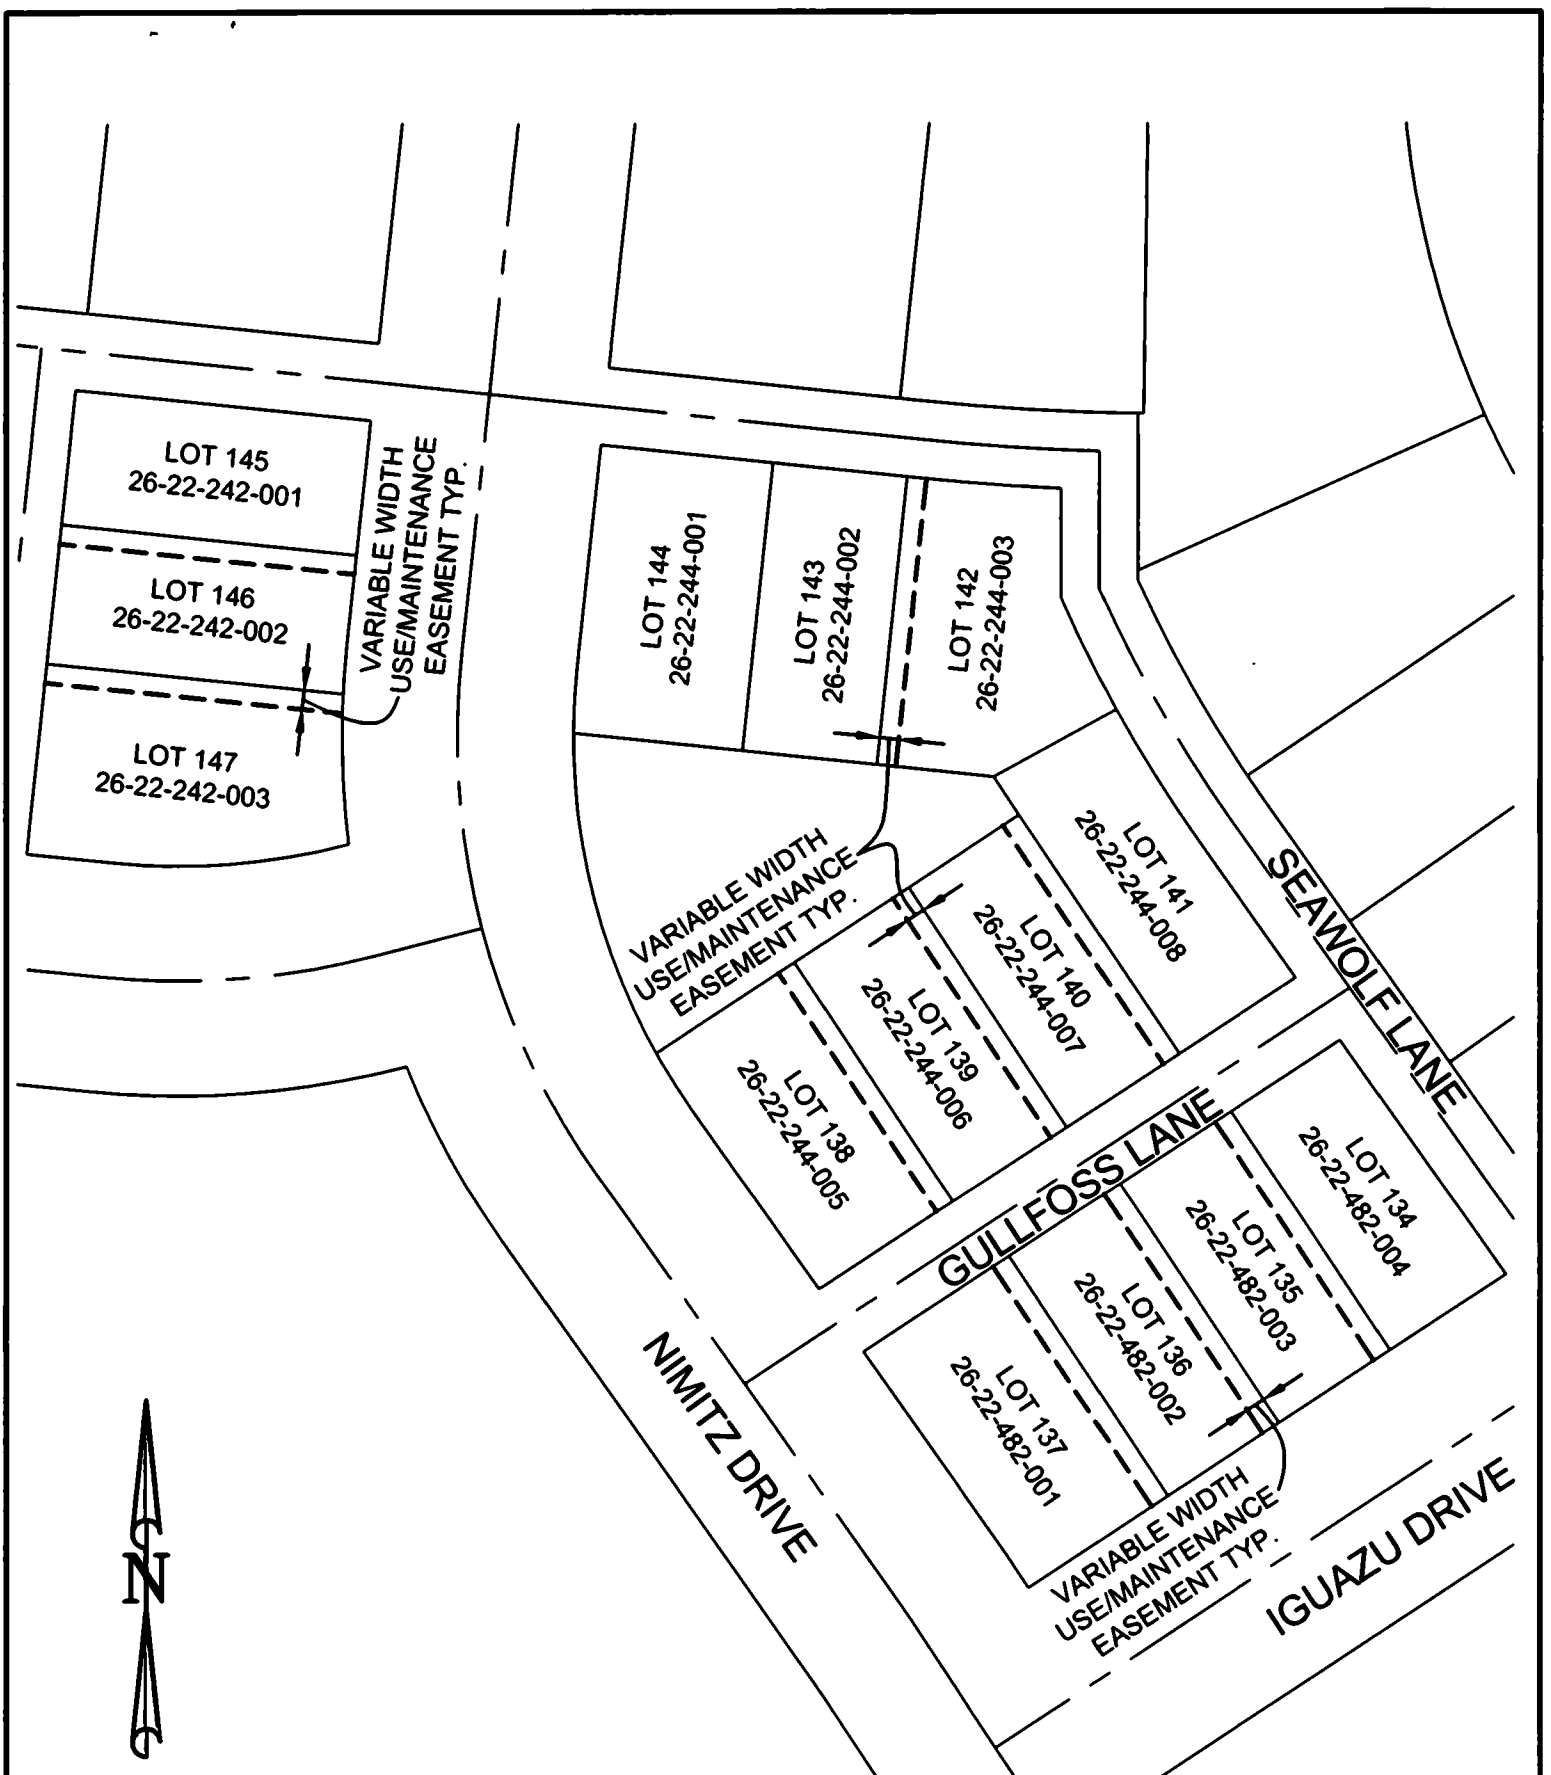 LOT 145
26-22-242-001
LOT 146
26-22-242-002
LOT 147
26-22-242-003
VARIABLE WIDTH
USE/MAINTENANCE
EASEMENT TYP.
LOT 144
26-22-244-001
LOT 143
26-22-244-002
LOT 142
26-22-244-003
LOT 141
26-22-244-008
LOT 140
26-22-244-007
LOT 139
26-22-244-006
LOT 138
26-22-244-005
VARIABLE WIDTH
USE/MAINTENANCE
EASEMENT TYP.
SEAWOLF LANE
GULLFOSS LANE
LOT 134
26-22-482-004
LOT 135
26-22-482-003
LOT 136
26-22-482-002
LOT 137
26-22-482-001
VARIABLE WIDTH
USE/MAINTENANCE
EASEMENT TYP.
NIMITZ DRIVE
IGUAZU DRIVE
N